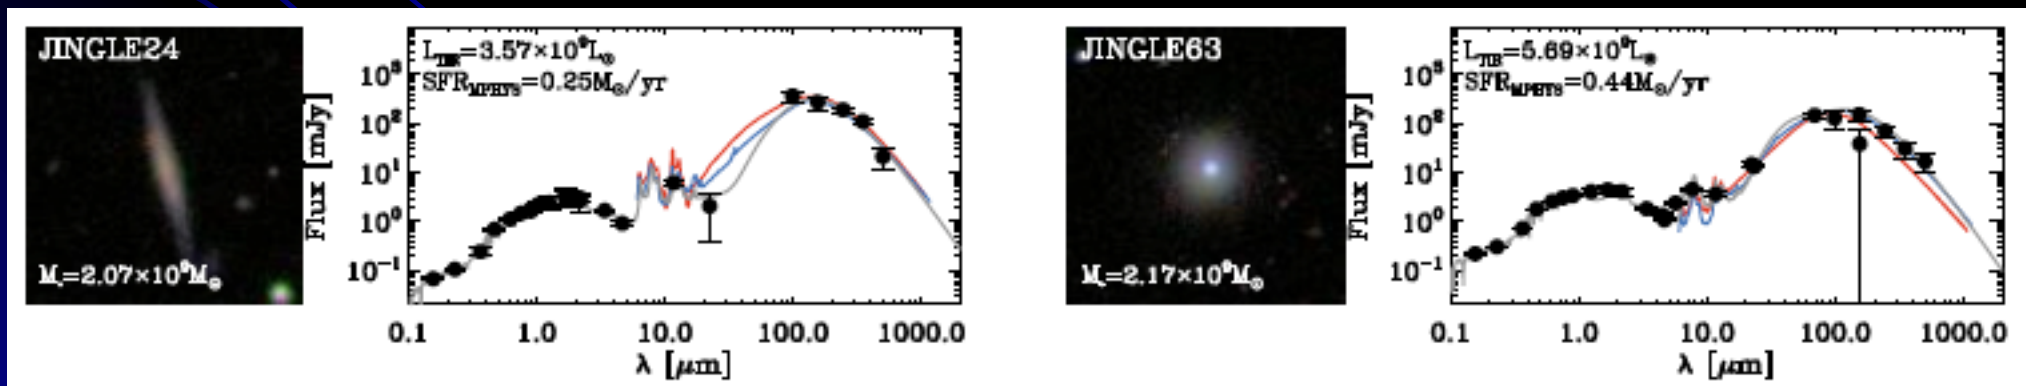 JINGLE24
M*=2.07×10⁹M⊙
L_TIR=3.57×10⁹L⊙
SFR_MPHYS=0.25M⊙/yr
Flux [mJy]
10³
10²
10¹
10⁰
10⁻¹
0.1 1.0 10.0 100.0 1000.0
λ [μm]
JINGLE63
M*=2.17×10⁹M⊙
L_TIR=5.69×10⁹L⊙
SFR_MPHYS=0.44M⊙/yr
Flux [mJy]
10³
10²
10¹
10⁰
10⁻¹
0.1 1.0 10.0 100.0 1000.0
λ [μm]